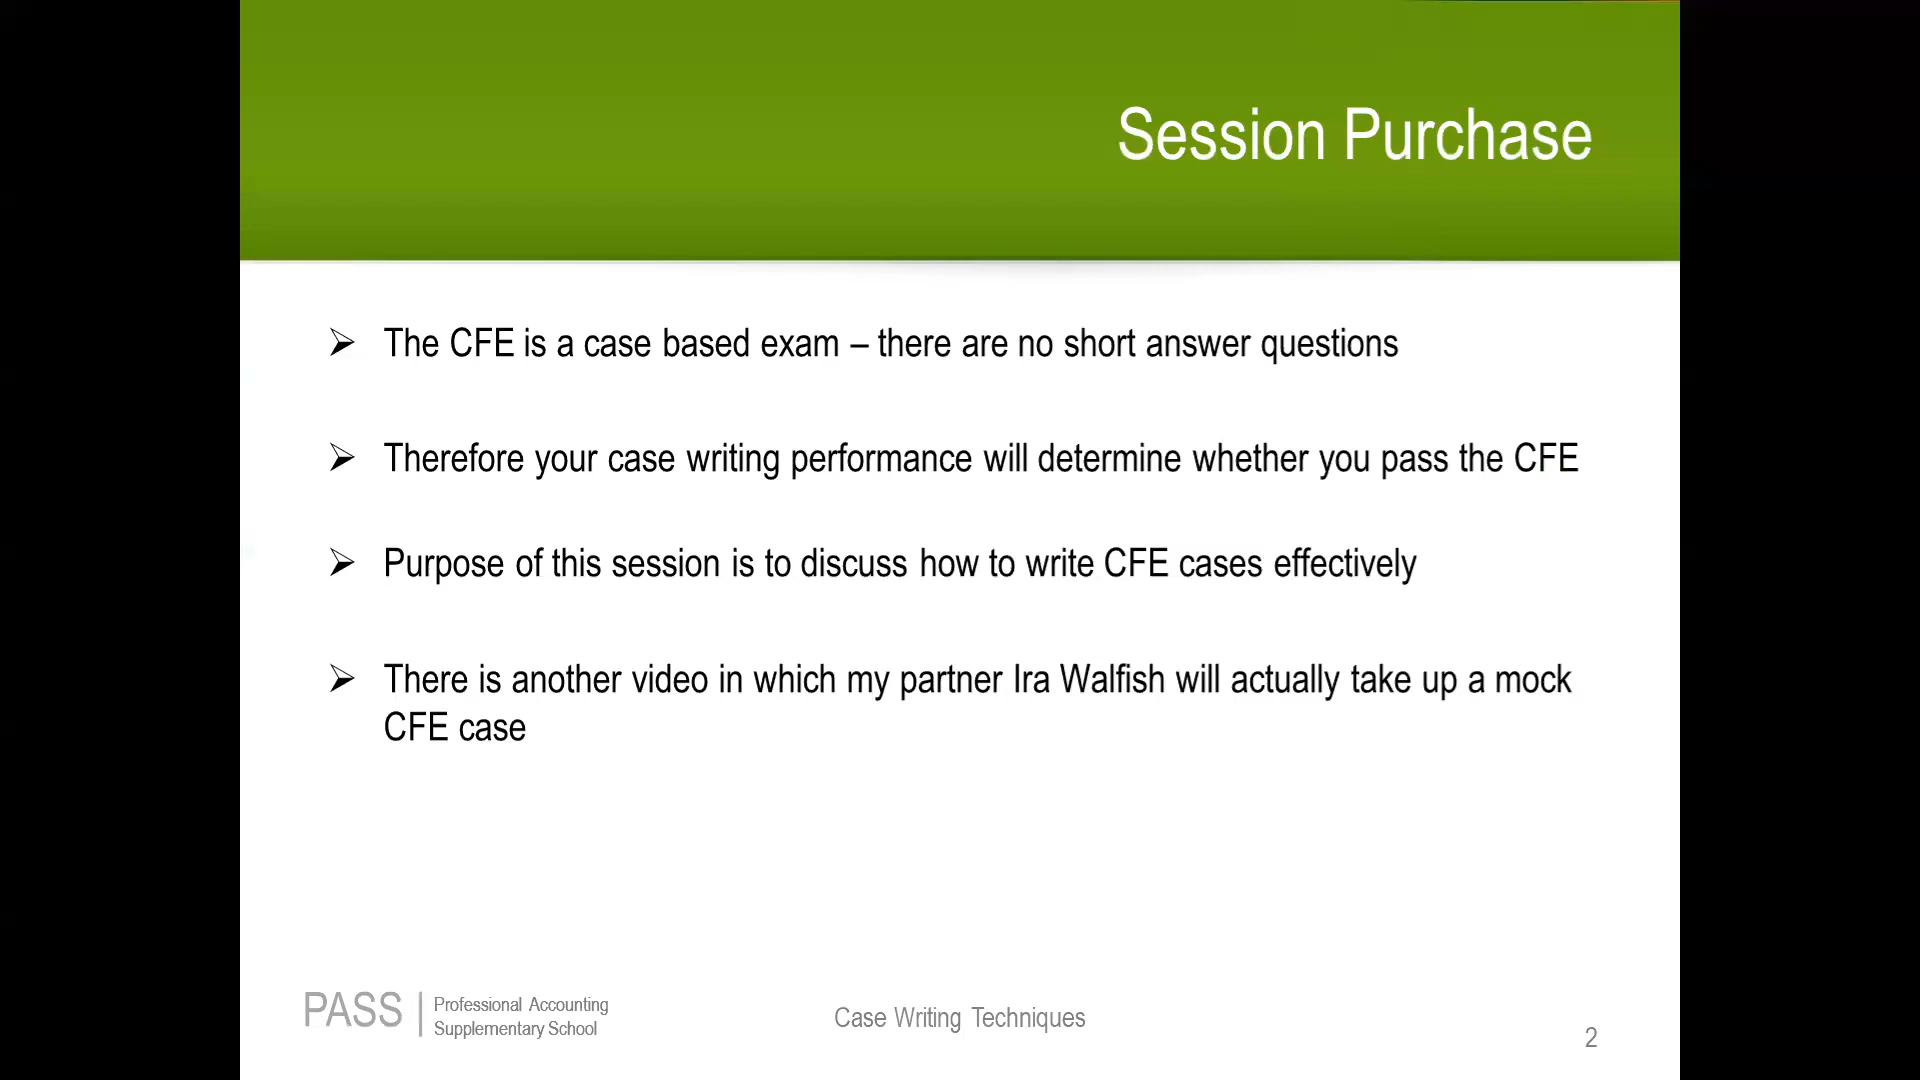 Session Purchase
➢ The CFE is a case based exam – there are no short answer questions
➢ Therefore your case writing performance will determine whether you pass the CFE
➢ Purpose of this session is to discuss how to write CFE cases effectively
➢ There is another video in which my partner Ira Walfish will actually take up a mock
CFE case
PASS
Professional Accounting
Supplementary School
Case Writing Techniques
2